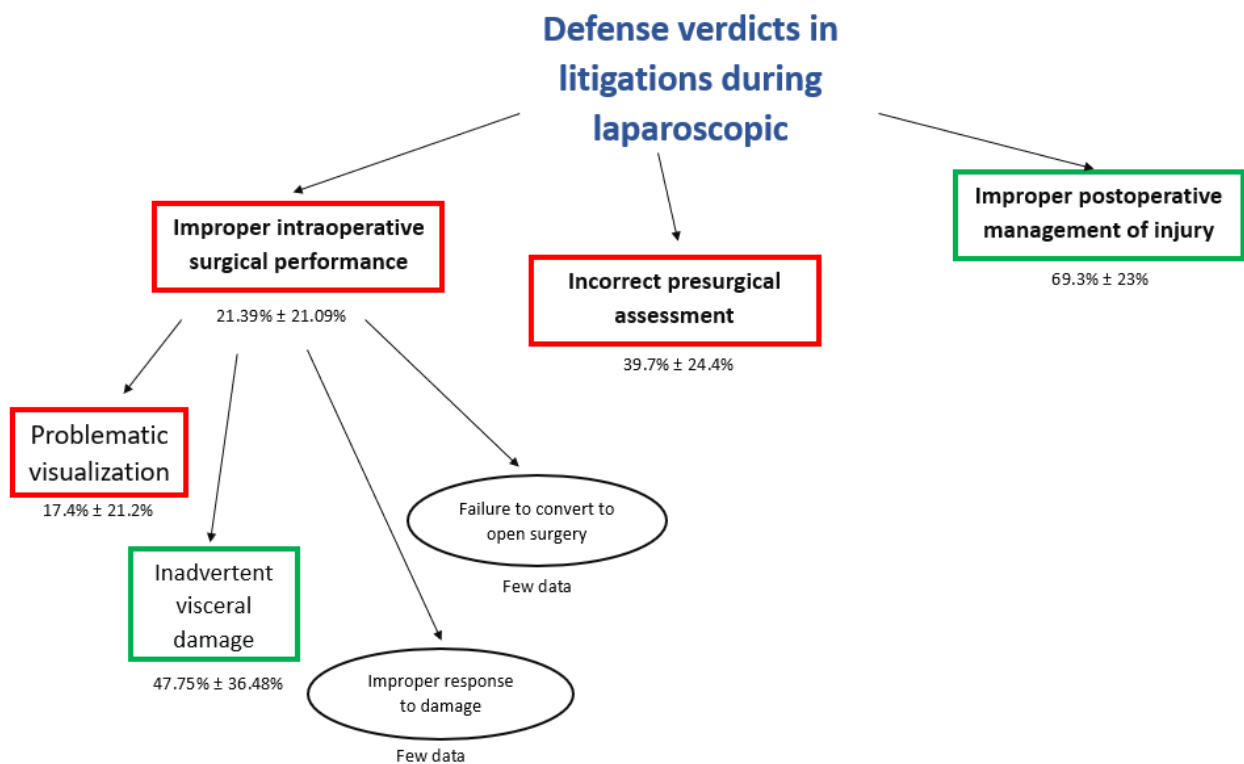 Defense verdicts in
litigations during
laparoscopic
Improper intraoperative
surgical performance
21.39% ± 21.09%
Incorrect presurgical
assessment
39.7% ± 24.4%
Improper postoperative
management of injury
69.3% ± 23%
Problematic
visualization
17.4% ± 21.2%
Inadvertent
visceral
damage
47.75% ± 36.48%
Improper response
to damage
Few data
Failure to convert to
open surgery
Few data